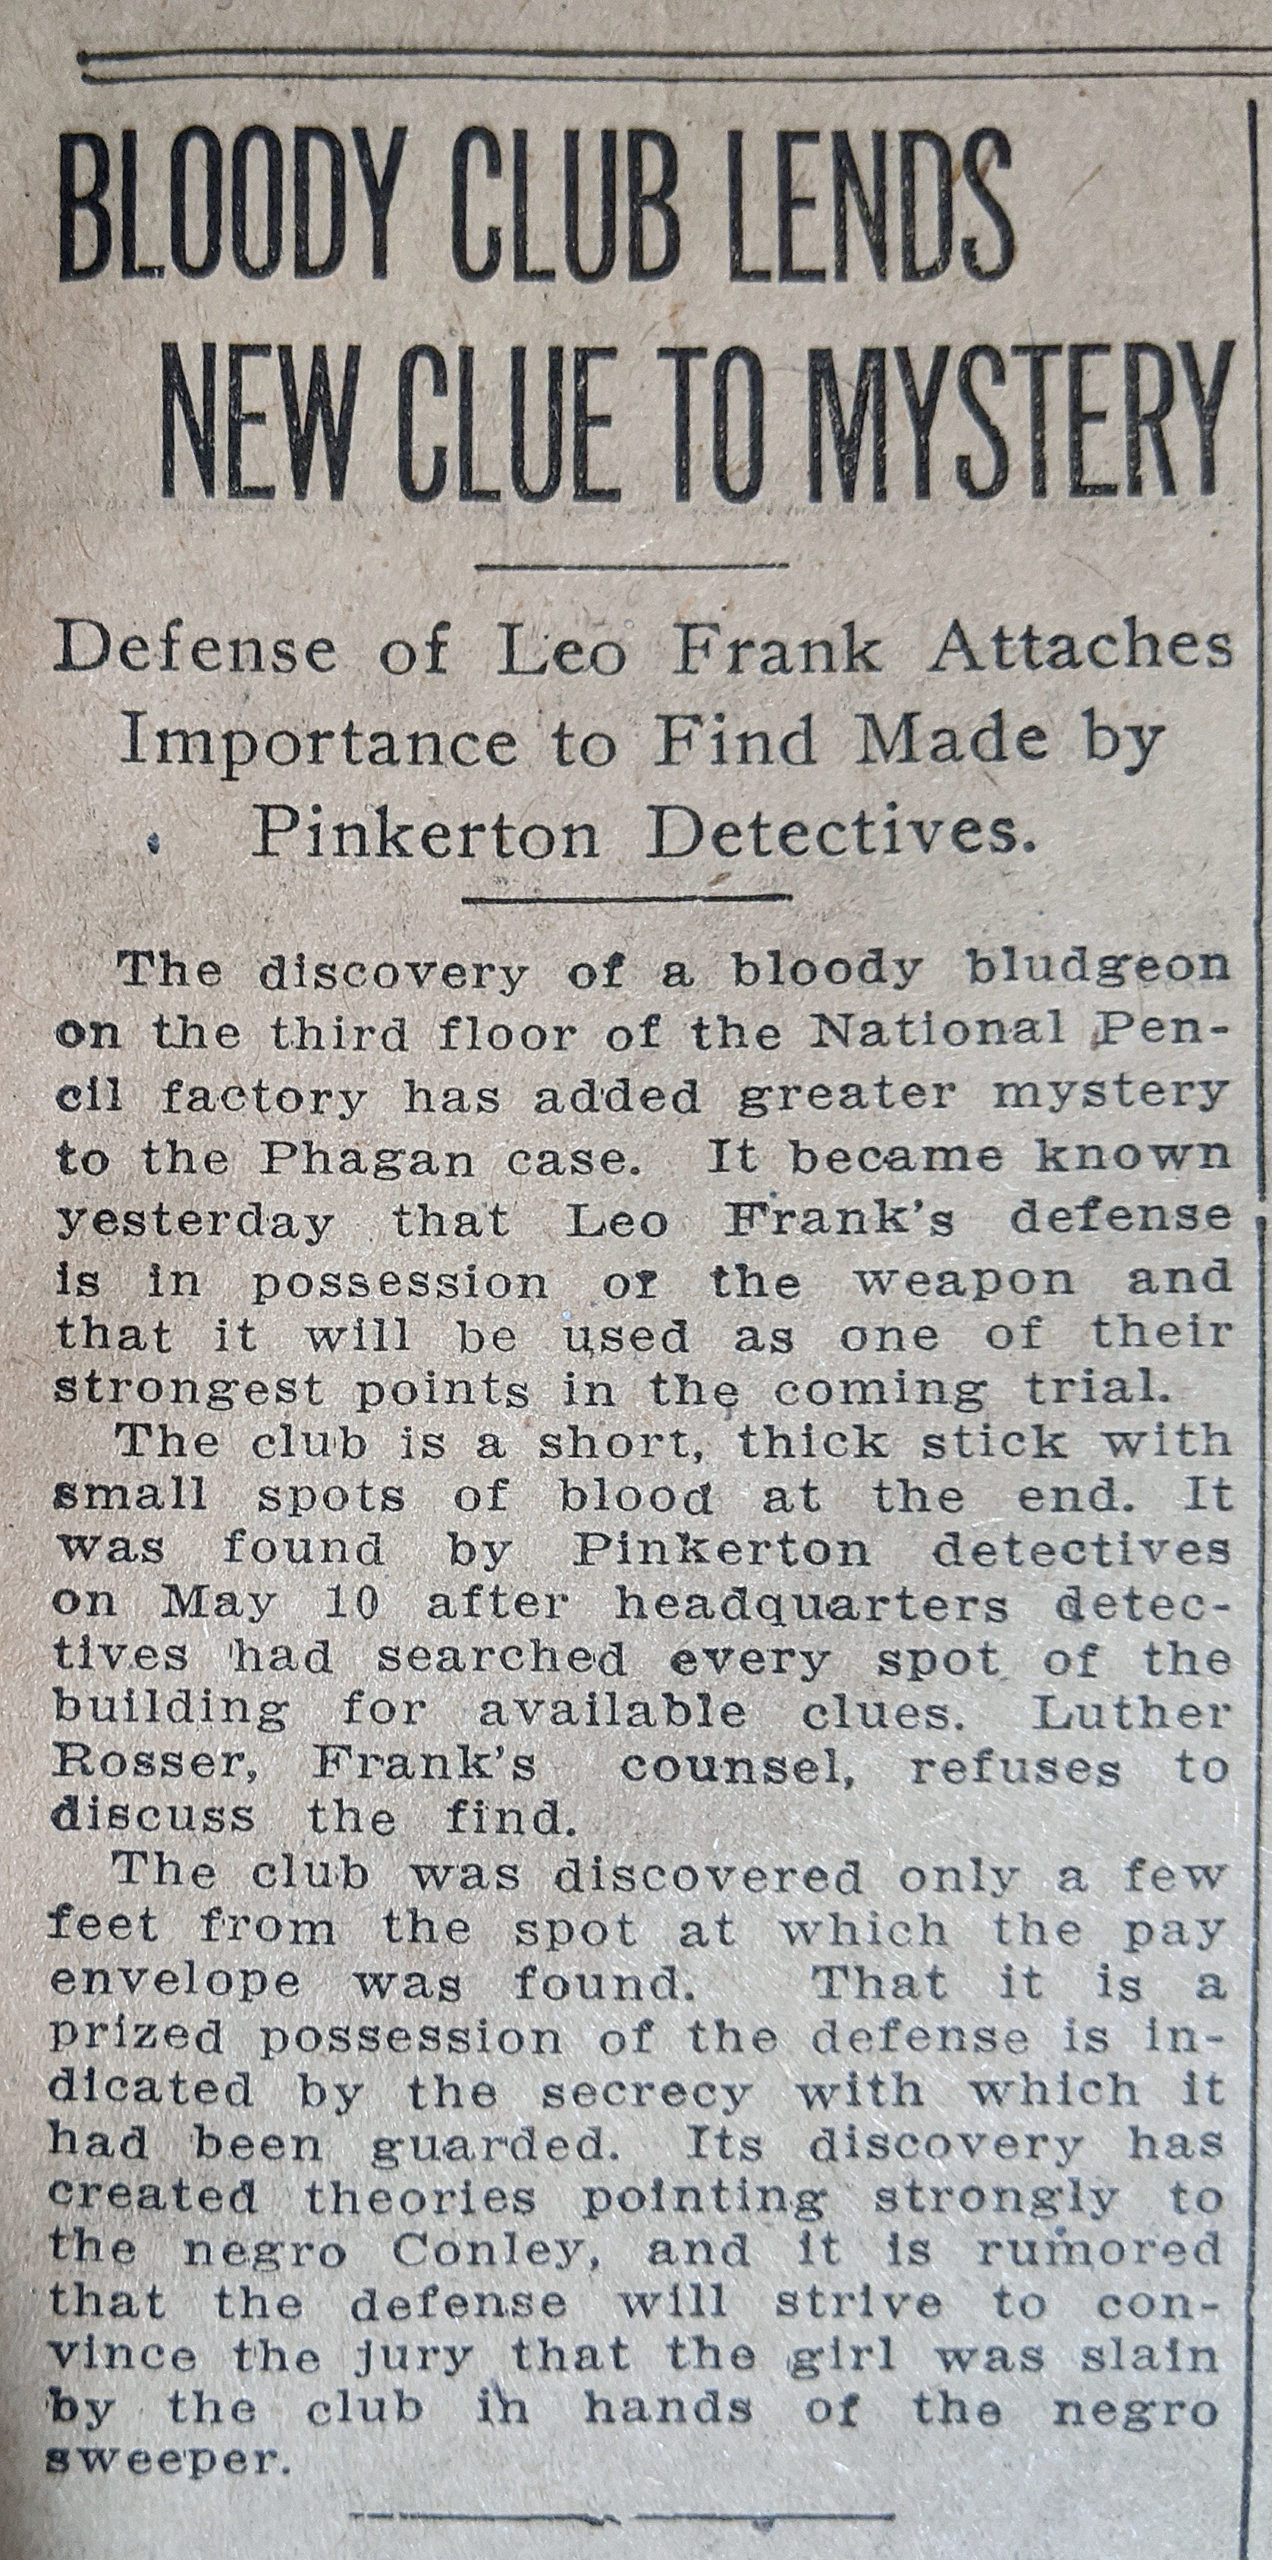 BLOODY CLUB LENDS
NEW CLUE TO MYSTERY
Defense of Leo Frank Attaches
Importance to Find Made by
Pinkerton Detectives.
The discovery of a bloody bludgeon
on the third floor of the National Pen-
cil factory has added greater mystery
to the Phagan case. It became known
yesterday that Leo Frank's defense
is in possession of the weapon and
that it will be used as one of their
strongest points in the coming trial.
The club is a short, thick stick with
small spots of blood at the end. It
was found by Pinkerton detectives
on May 10 after headquarters detec-
tives had searched every spot of the
building for available clues. Luther
Rosser, Frank's counsel, refuses to
discuss the find.
The club was discovered only a few
feet from the spot at which the pay
envelope was found. That it is a
prized possession of the defense is in-
dicated by the secrecy with which it
had been guarded. Its discovery has
created theories pointing strongly to
the negro Conley, and it is rumored
that the defense will strive to con-
vince the jury that the girl was slain
by the club in hands of the negro
sweeper.